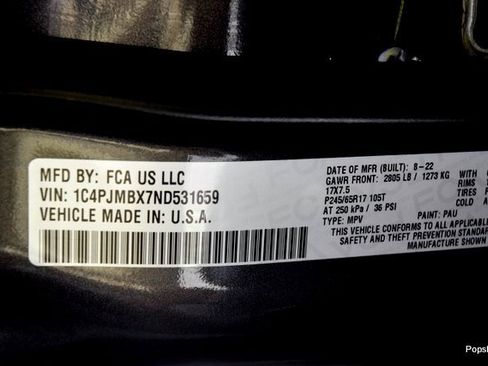 MFD BY: FCA US LLC
VIN: 1C4PJMBX7ND531659
VEHICLE MADE IN: U.S.A.
DATE OF MFR (BUILT): 8-22
GAWR FRONT: 2805 LB / 1273 KG WITH
17X7.5 RIMS
P245/65R17 105T TIRES
AT 250 kPa / 36 PSI COLD
TYPE: MPV PAINT: PAU
THIS VEHICLE CONFORMS TO ALL APPLICABLE
SAFETY AND THEFT PREVENTION STANDAR
MANUFACTURE SHOWN